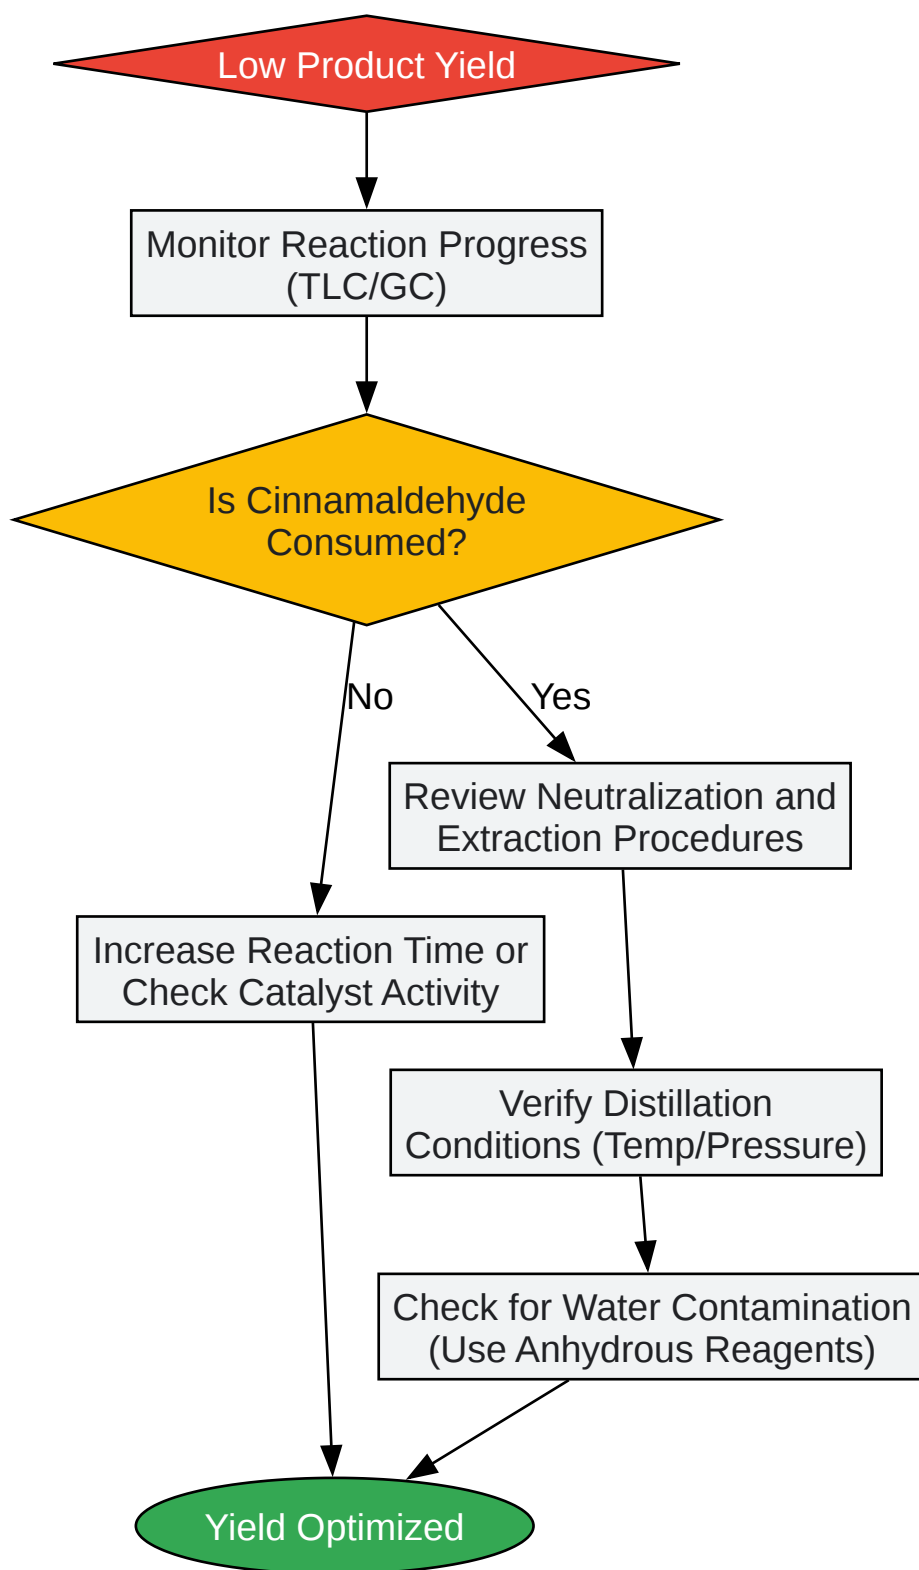 Low Product Yield
Monitor Reaction Progress
(TLC/GC)
Is Cinnamaldehyde
Consumed?
No
Yes
Review Neutralization and
Extraction Procedures
Increase Reaction Time or
Check Catalyst Activity
Verify Distillation
Conditions (Temp/Pressure)
Check for Water Contamination
(Use Anhydrous Reagents)
Yield Optimized